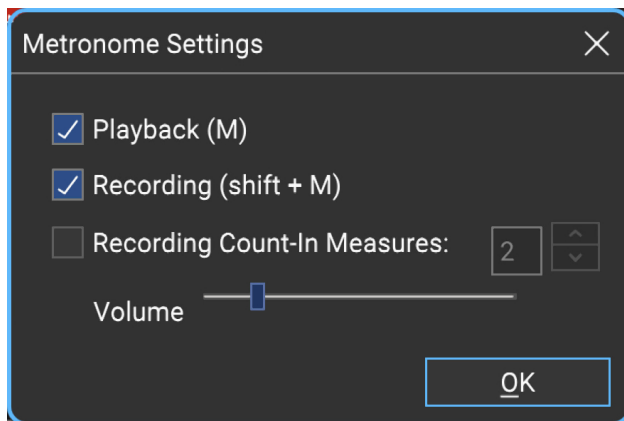 Metronome Settings
Playback (M)
Recording (shift + M)
Recording Count-In Measures: 2
Volume
OK